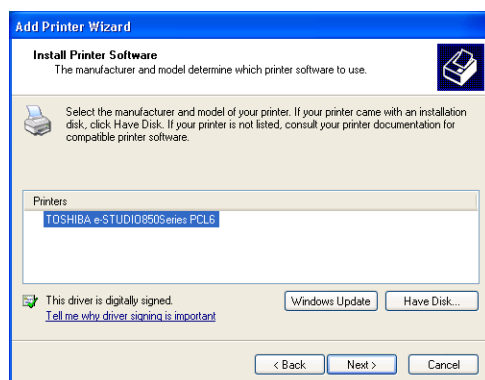 Add Printer Wizard
Install Printer Software
The manufacturer and model determine which printer software to use.
Select the manufacturer and model of your printer. If your printer came with an installation
disk, click Have Disk. If your printer is not listed, consult your printer documentation for
compatible printer software.
Printers
TOSHIBA e-STUDIO850Series PCL6
This driver is digitally signed.
Tell me why driver signing is important
Windows Update
Have Disk...
< Back
Next >
Cancel